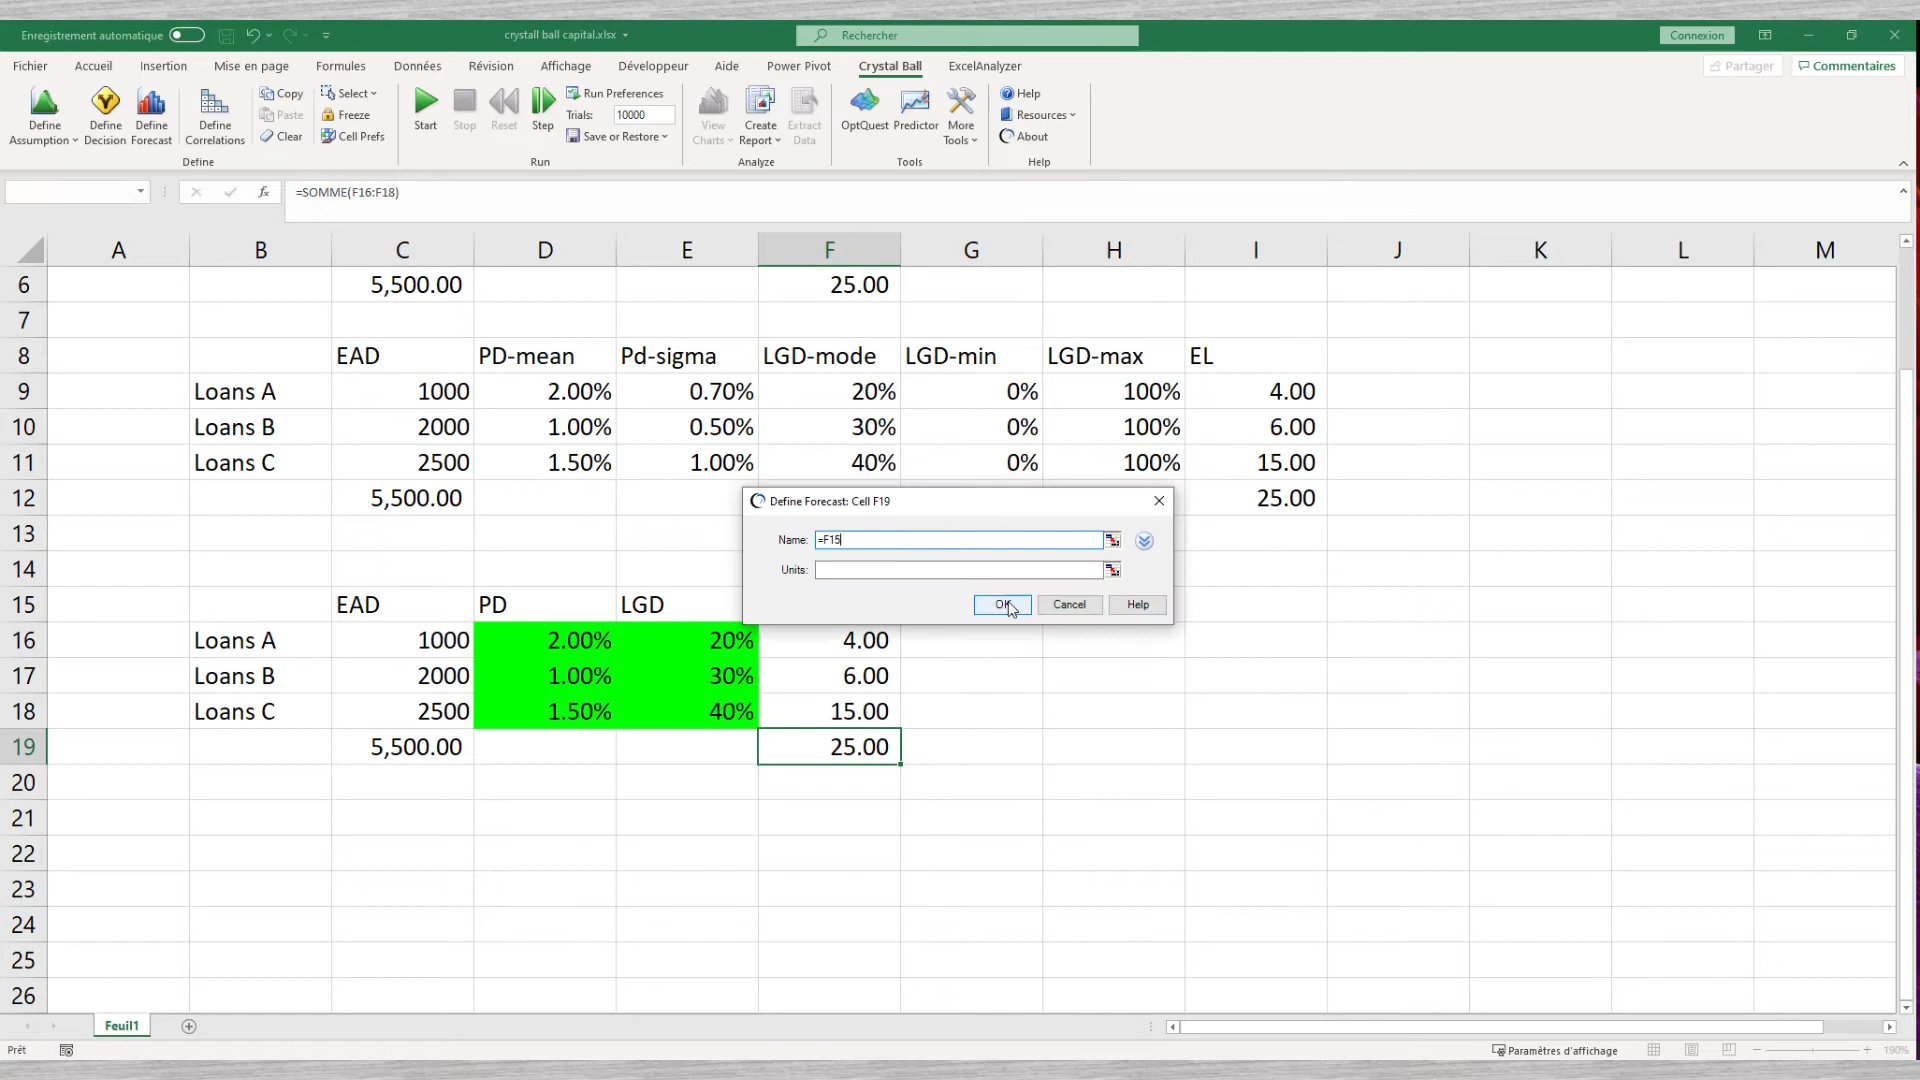 Enregistrement automatique
crystall ball capital.xlsx
Rechercher
Connexion
Fichier Accueil Insertion Mise en page Formules Données Révision Affichage Développeur Aide Power Pivot Crystal Ball ExcelAnalyzer Partager Commentaires
Define Assumption
Define Decision
Define Forecast
Define Correlations
Copy
Paste
Clear
Select
Freeze
Cell Prefs
Define
Start
Stop
Reset
Step
Run Preferences
Trials: 10000
Save or Restore
Run
View Charts
Create Report
Extract Data
Analyze
OptQuest
Predictor
More Tools
Tools
Help
Resources
About
Help
fx =SOMME(F16:F18)
A B C D E F G H I J K L M
6 5,500.00 25.00
7
8 EAD PD-mean Pd-sigma LGD-mode LGD-min LGD-max EL
9 Loans A 1000 2.00% 0.70% 20% 0% 100% 4.00
10 Loans B 2000 1.00% 0.50% 30% 0% 100% 6.00
11 Loans C 2500 1.50% 1.00% 40% 0% 100% 15.00
12 5,500.00 25.00
13
14
15 EAD PD LGD
16 Loans A 1000 2.00% 20% 4.00
17 Loans B 2000 1.00% 30% 6.00
18 Loans C 2500 1.50% 40% 15.00
19 5,500.00 25.00
20
21
22
23
24
25
26
Define Forecast: Cell F19
Name: =F15
Units:
OK Cancel Help
Feuil1
Prêt
Paramètres d'affichage
190%